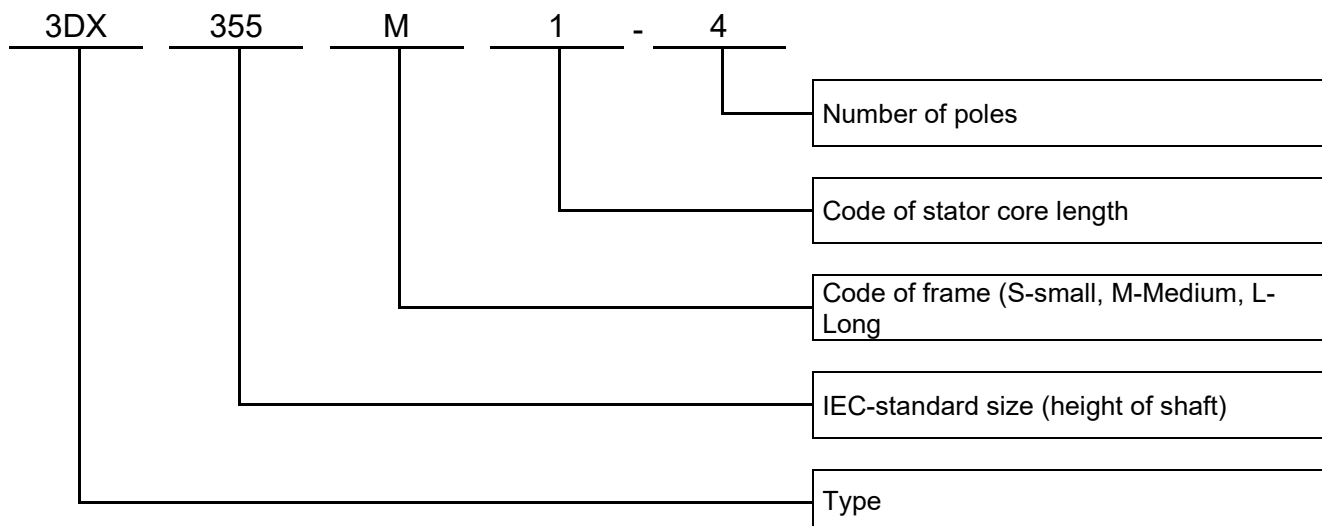 3DX 355 M 1 - 4
Number of poles
Code of stator core length
Code of frame (S-small, M-Medium, L-
Long
IEC-standard size (height of shaft)
Type